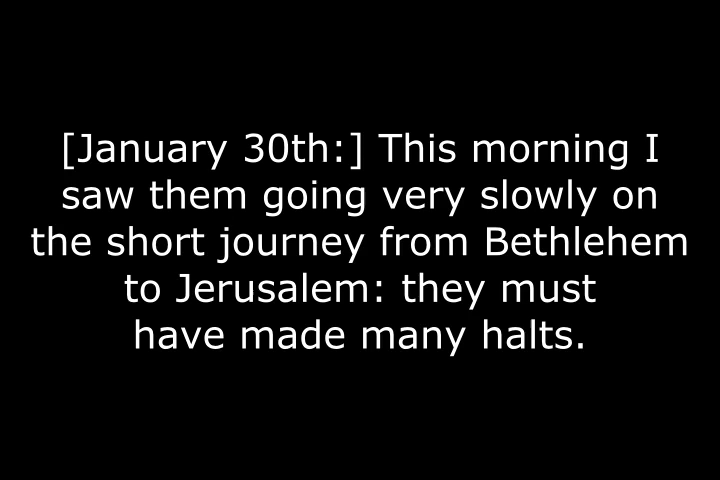 [January 30th:] This morning I
saw them going very slowly on
the short journey from Bethlehem
to Jerusalem: they must
have made many halts.